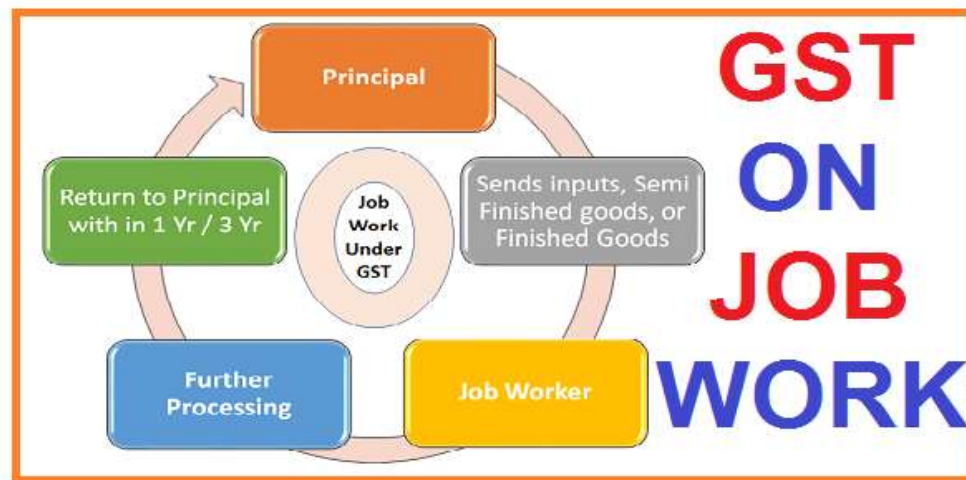 Principal
Sends inputs, Semi
Finished goods, or
Finished Goods
Job Worker
Further
Processing
Return to Principal
with in 1 Yr / 3 Yr
Job
Work
Under
GST
GST
ON
JOB
WORK